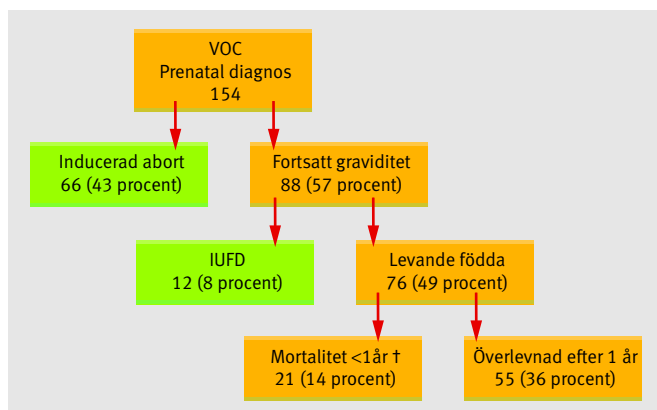 VOC
Prenatal diagnos
154
Inducerad abort
66 (43 procent)
Fortsatt graviditet
88 (57 procent)
IUFD
12 (8 procent)
Levande födda
76 (49 procent)
Mortalitet <1år †
21 (14 procent)
Överlevnad efter 1 år
55 (36 procent)